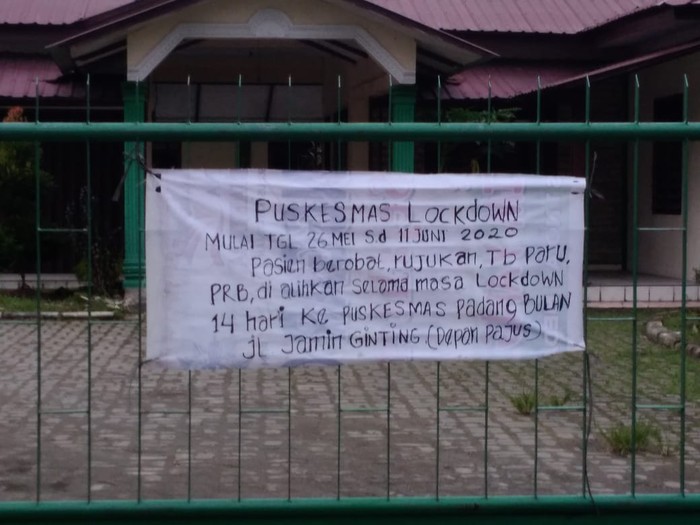 PUSKESMAS LockdowN
MULAI TGL 26 MEI S.d 11 JUNI 2020
Pasien berobat, rujukan, Tb Paru,
PRB, di alihkan selama masa LockdowN
14 hari Ke PUSKESMAS Padang BULAN
jL Jamin GINTING (Depan Pajus)